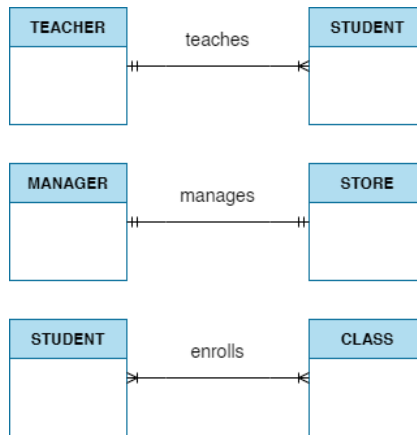 TEACHER teaches STUDENT
MANAGER manages STORE
STUDENT enrolls CLASS